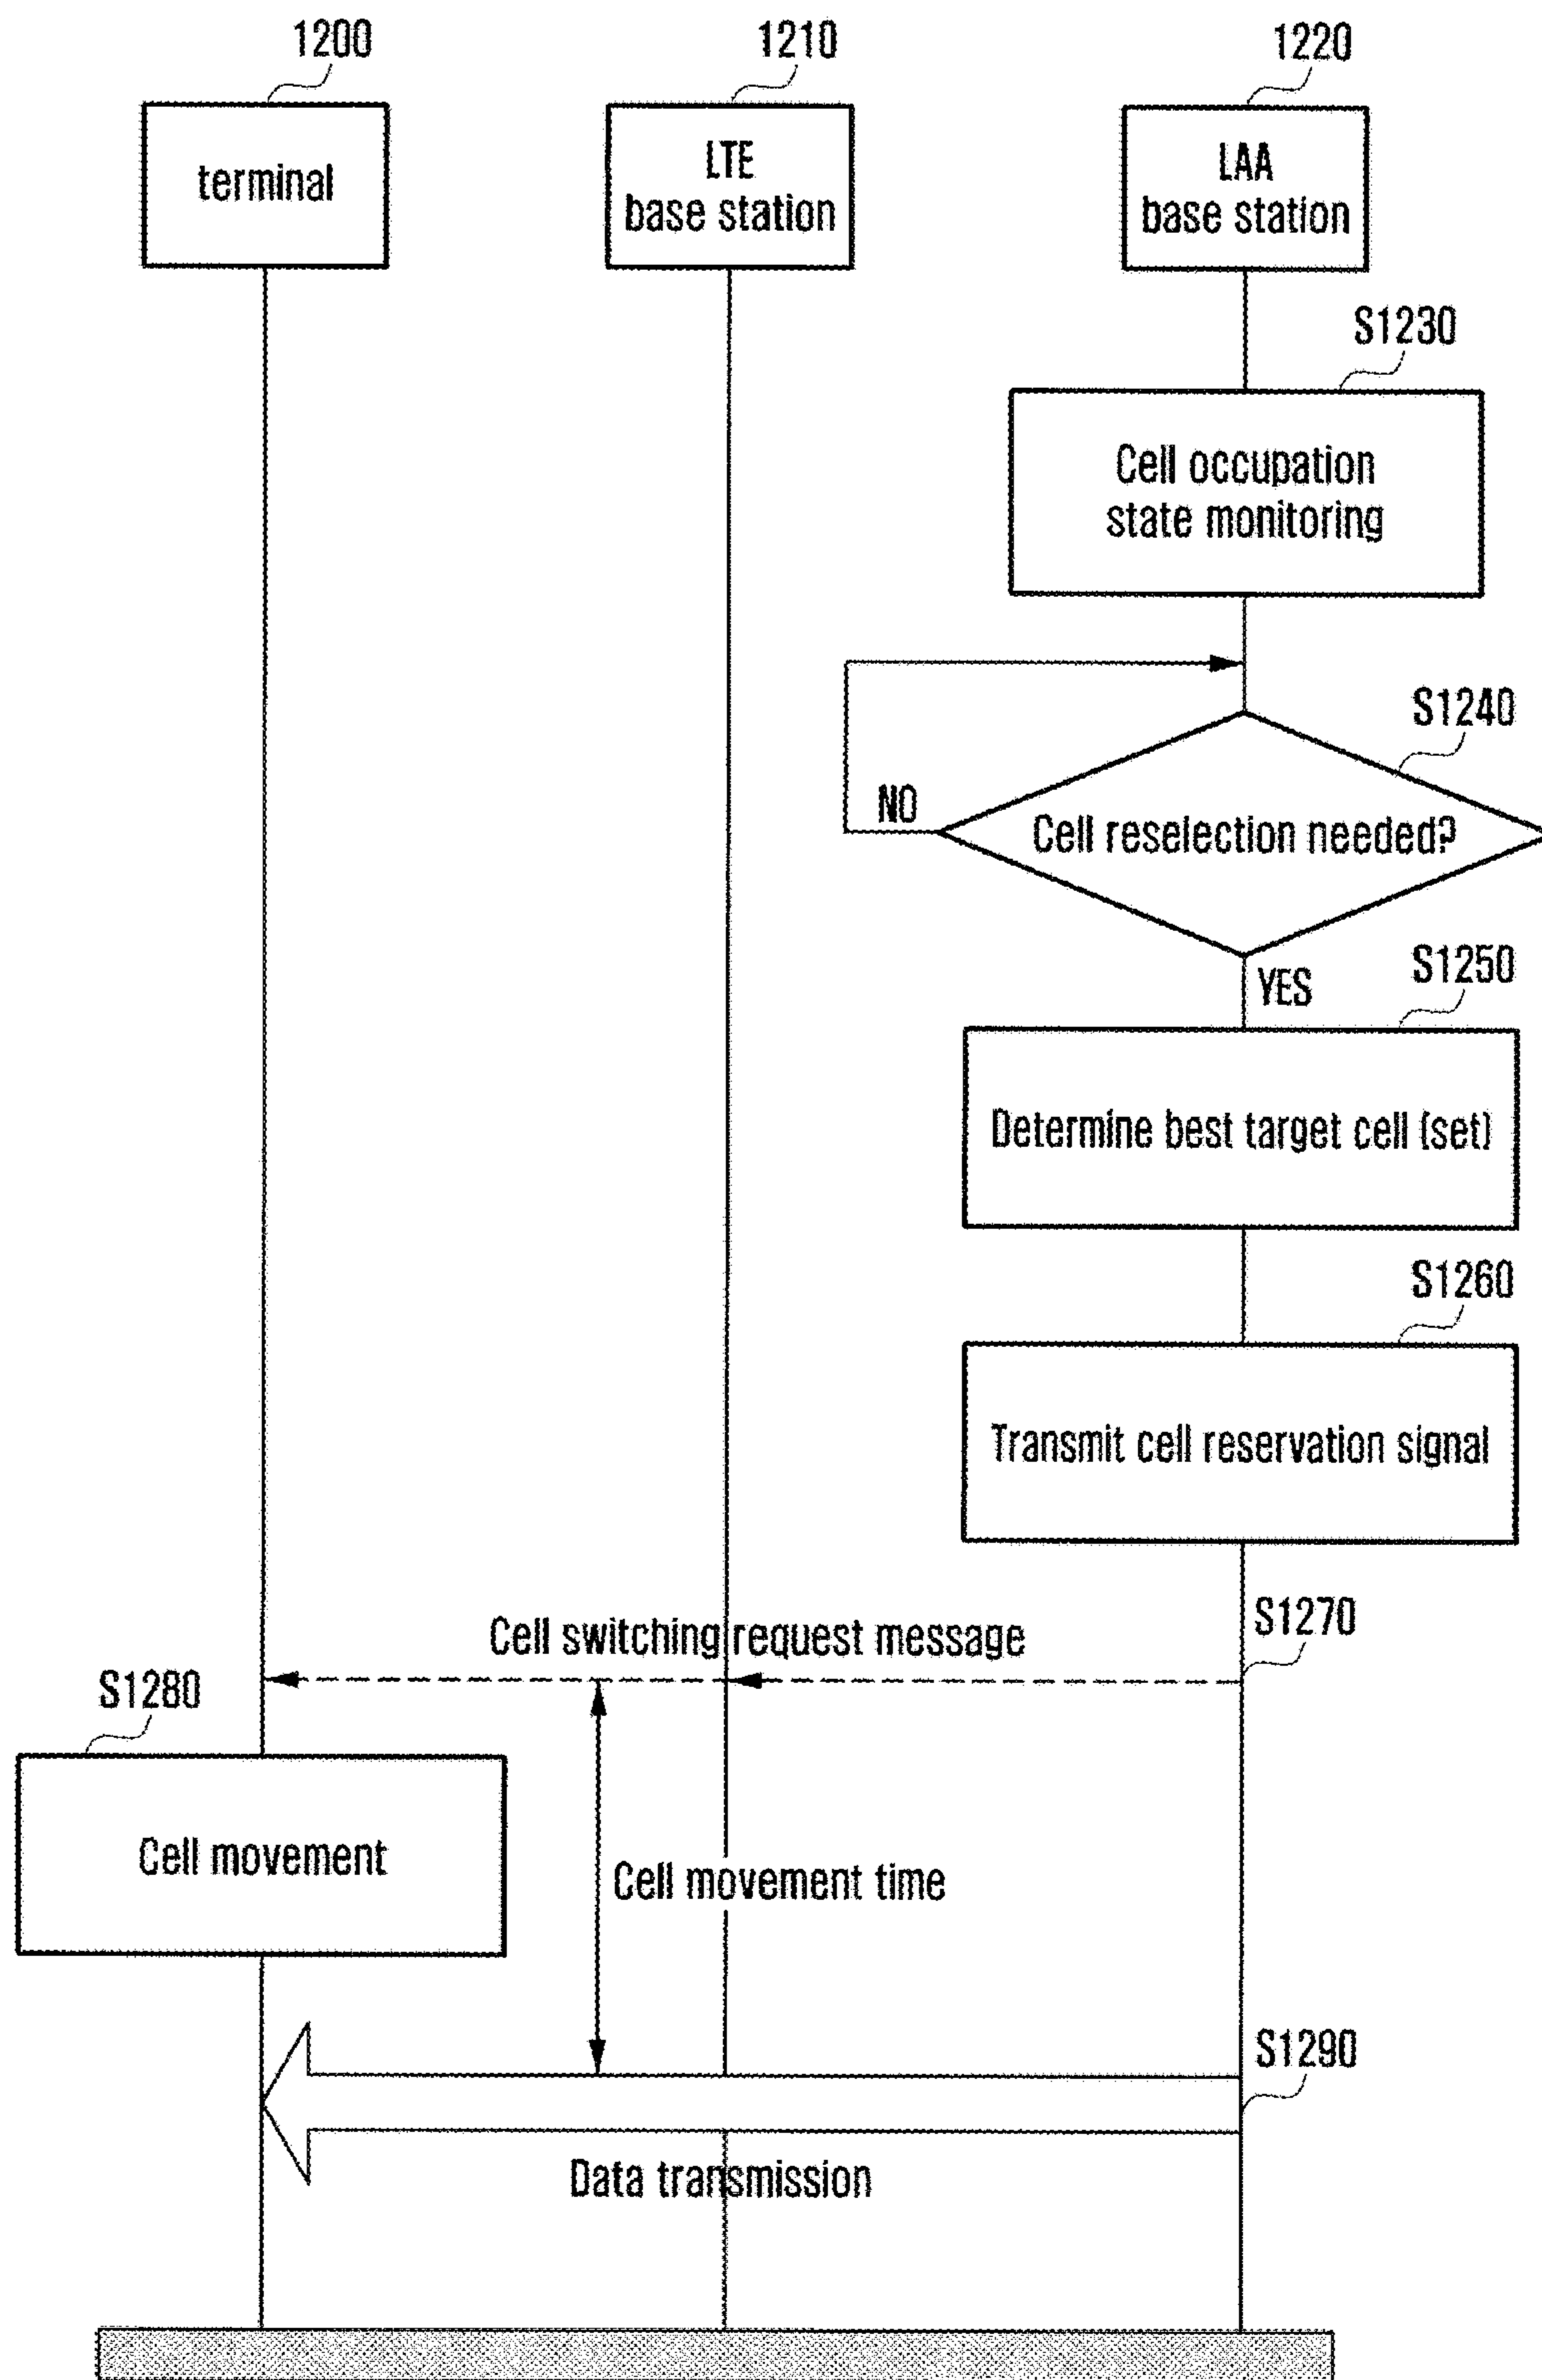 1200
1210
1220
terminal
LTE
base station
LAA
base station
S1230
Cell occupation
state monitoring
S1240
NO
Cell reselection needed?
YES
S1250
Determine best target cell (set)
S1260
Transmit cell reservation signal
S1270
Cell switching request message
S1280
Cell movement
Cell movement time
S1290
Data transmission